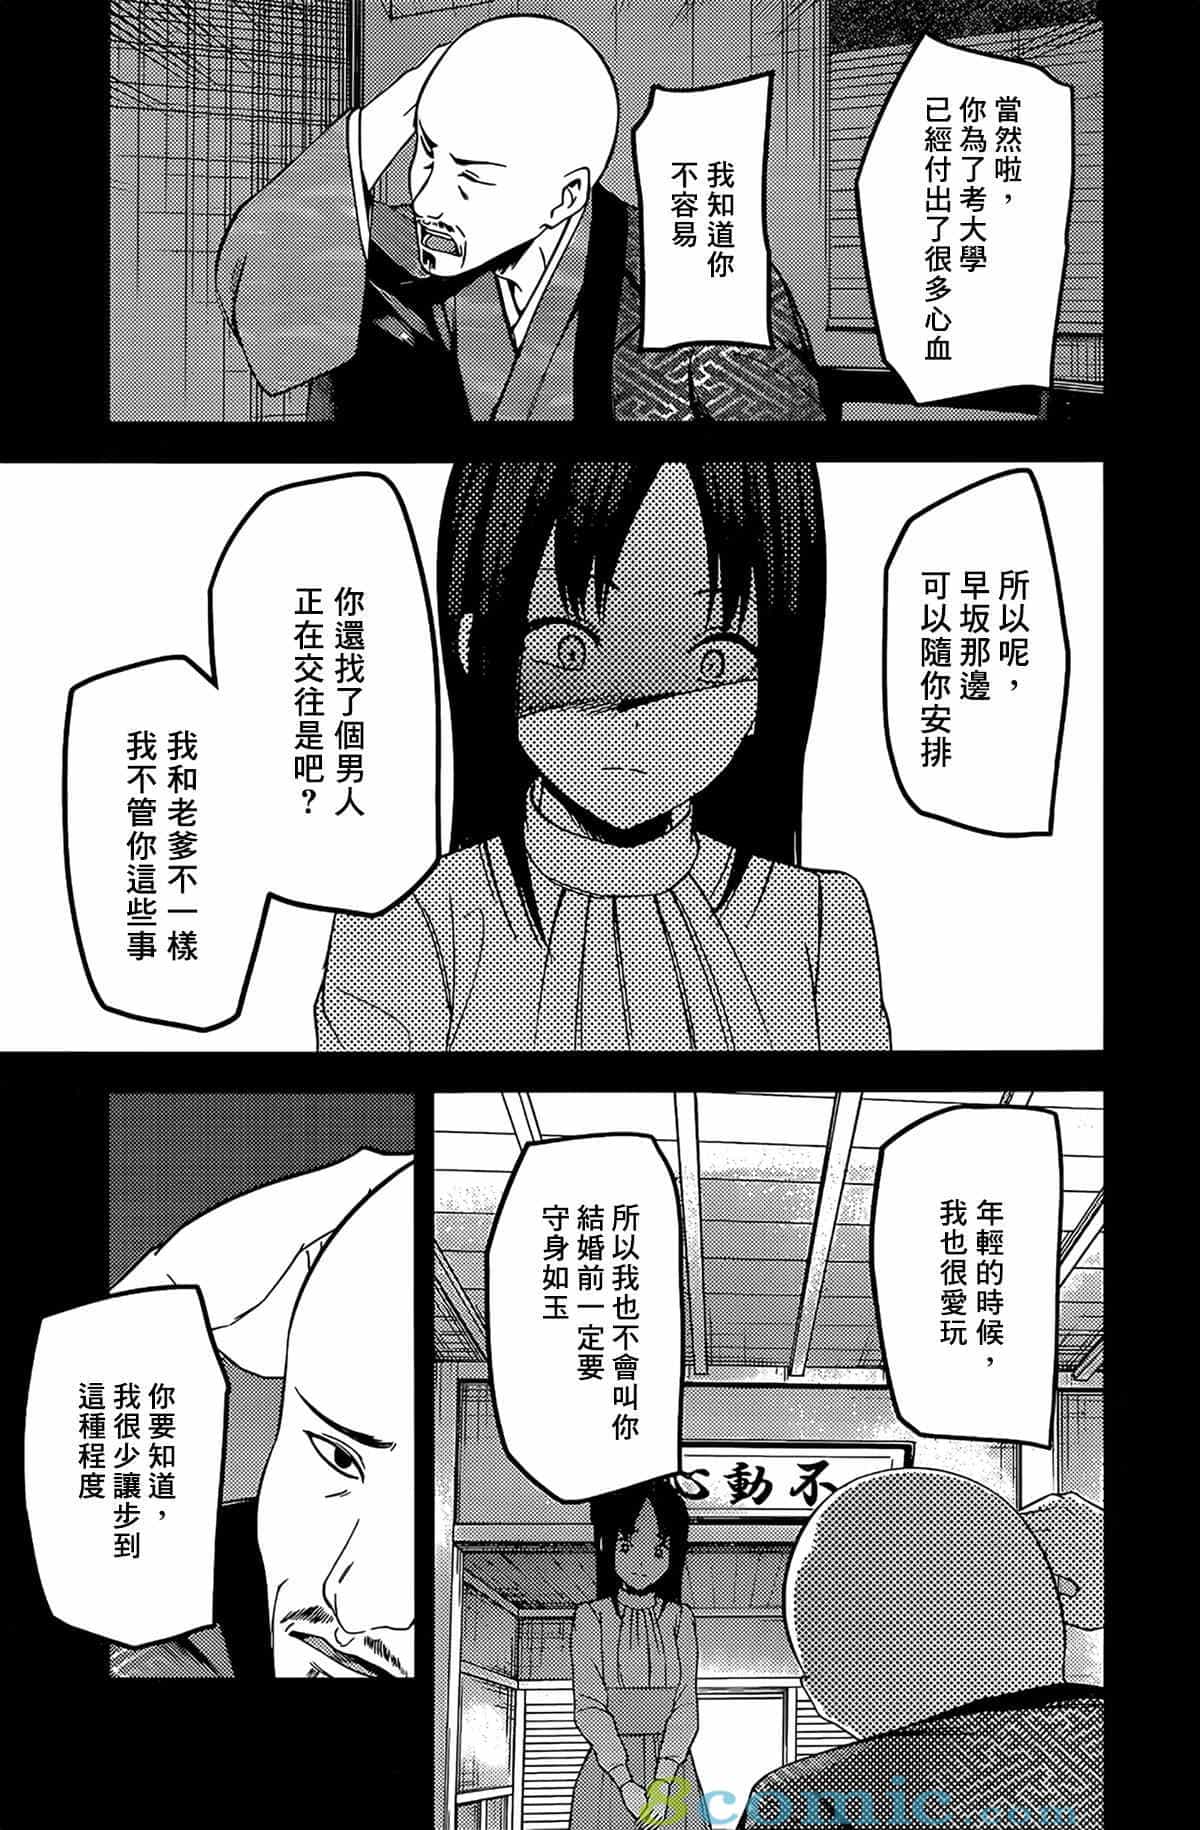 當然啦，
你為了考大學
已經付出了很多心血
我知道你
不容易
所以呢，
早坂那邊
可以隨你安排
你還找了個男人
正在交往是吧？
我和老爹不一樣
我不管你這些事
年輕的時候，
我也很愛玩
所以我也不會叫你
結婚前一定要
守身如玉
不動心
你要知道，
我很少讓步到
這種程度
8comic.com